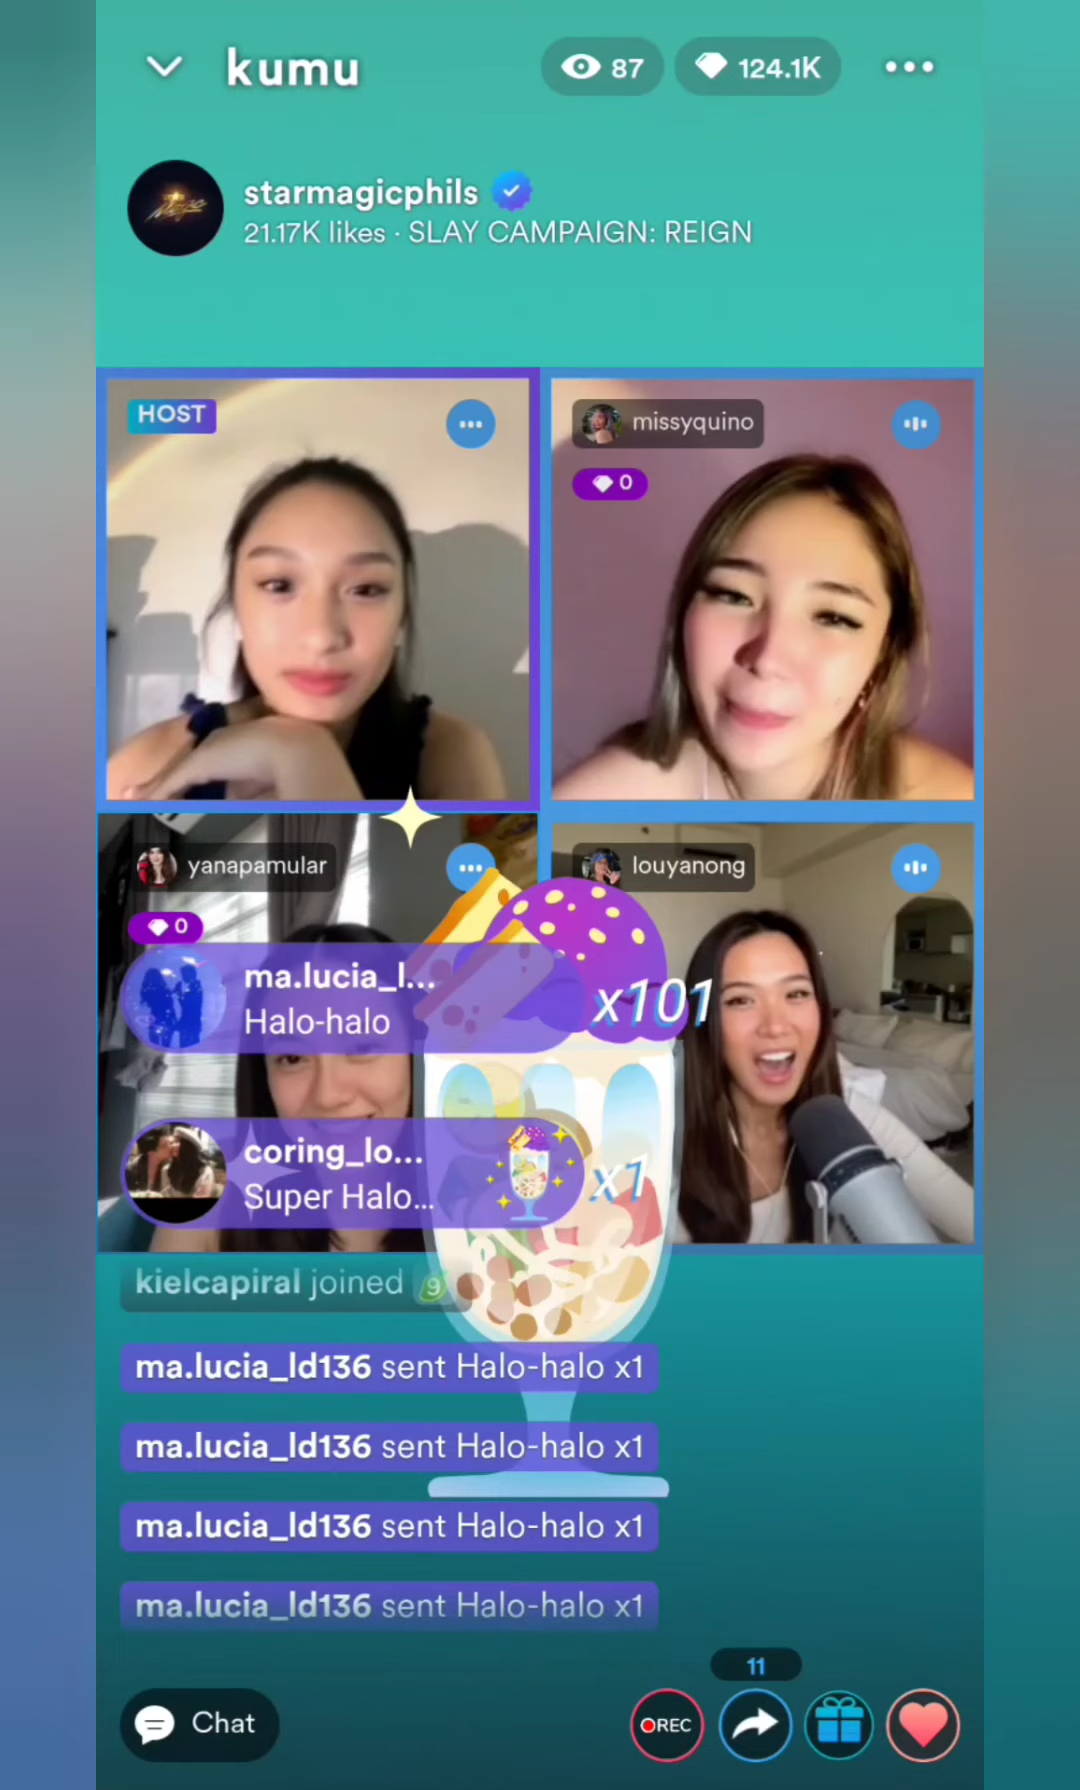 kumu
87
124.1K
starmagicphils
21.17K likes · SLAY CAMPAIGN: REIGN
HOST
missyquino
0
yanapamular
louyanong
0
ma.lucia_l...
Halo-halo
x101
coring_lo...
Super Halo...
x1
kielcapiral joined 9
ma.lucia_ld136 sent Halo-halo x1
ma.lucia_ld136 sent Halo-halo x1
ma.lucia_ld136 sent Halo-halo x1
ma.lucia_ld136 sent Halo-halo x1
11
Chat
REC